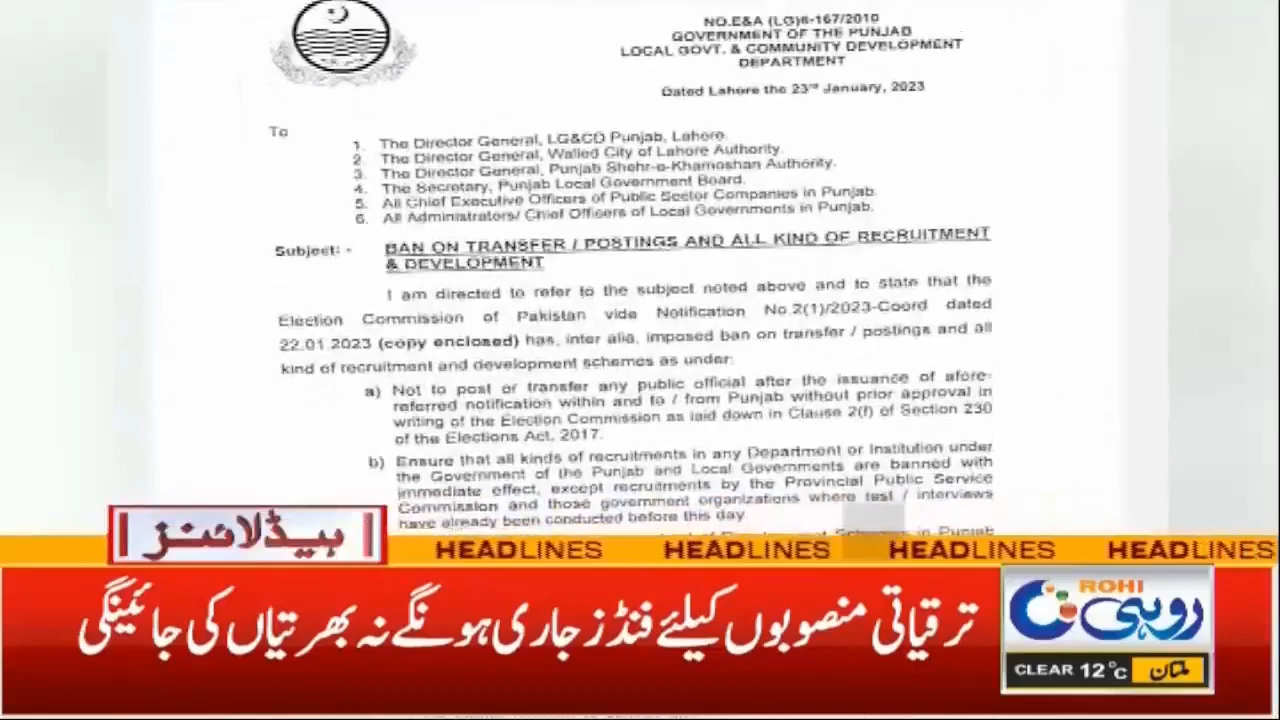 NO.E&A (LG)6-167/2019
GOVERNMENT OF THE PUNJAB
LOCAL GOVT. & COMMUNITY DEVELOPMENT
DEPARTMENT
Dated Lahore the 23rd January, 2023
To
1. The Director General, LG&CD Punjab, Lahore.
2. The Director General, Walled City of Lahore Authority.
3. The Director General, Punjab Shehr-e-Khamoshan Authority.
4. The Secretary, Punjab Local Government Board.
5. All Chief Executive Officers of Public Sector Companies in Punjab.
6. All Administrators/ Chief Officers of Local Governments in Punjab.
Subject: - BAN ON TRANSFER / POSTINGS AND ALL KIND OF RECRUITMENT
& DEVELOPMENT
I am directed to refer to the subject noted above and to state that the
Election Commission of Pakistan vide Notification No.2(1)/2023-Coord dated
22.01.2023 (copy enclosed) has, inter alia, imposed ban on transfer / postings and all
kind of recruitment and development schemes as under:
a) Not to post or transfer any public official after the issuance of afore-
referred notification within and to / from Punjab without prior approval in
writing of the Election Commission as laid down in Clause 2(f) of Section 230
of the Elections Act, 2017.
b) Ensure that all kinds of recruitments in any Department or Institution under
the Government of the Punjab and Local Governments are banned with
immediate effect, except recruitments by the Provincial Public Service
Commission and those government organizations where test / interviews
have already been conducted before this day.
in Punjab
ہیڈلائنز
HEADLINES HEADLINES HEADLINES HEADLINES
ترقیاتی منصوبوں کیلئے فنڈز جاری ہونگے نہ بھرتیاں کی جائینگی
ROHI
روہی
CLEAR 12°C ملتان